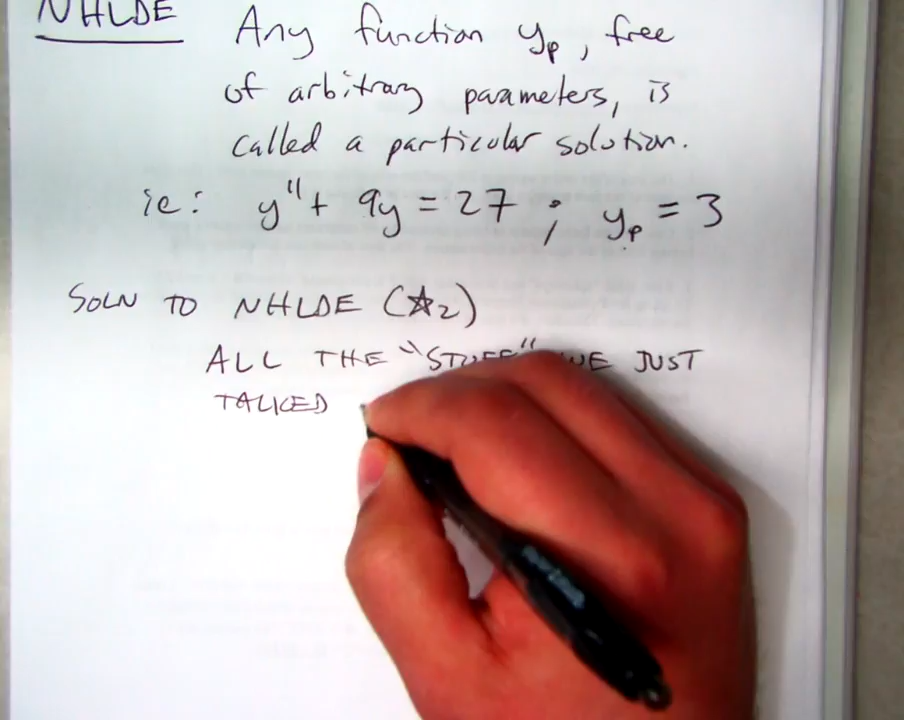 NHLDE Any function yp, free
of arbitrary parameters, is
called a particular solution.
ie: y" + 9y = 27 ; yp = 3
SOLN TO NHLDE (☆2)
ALL THE "STUFF" WE JUST
TALKED